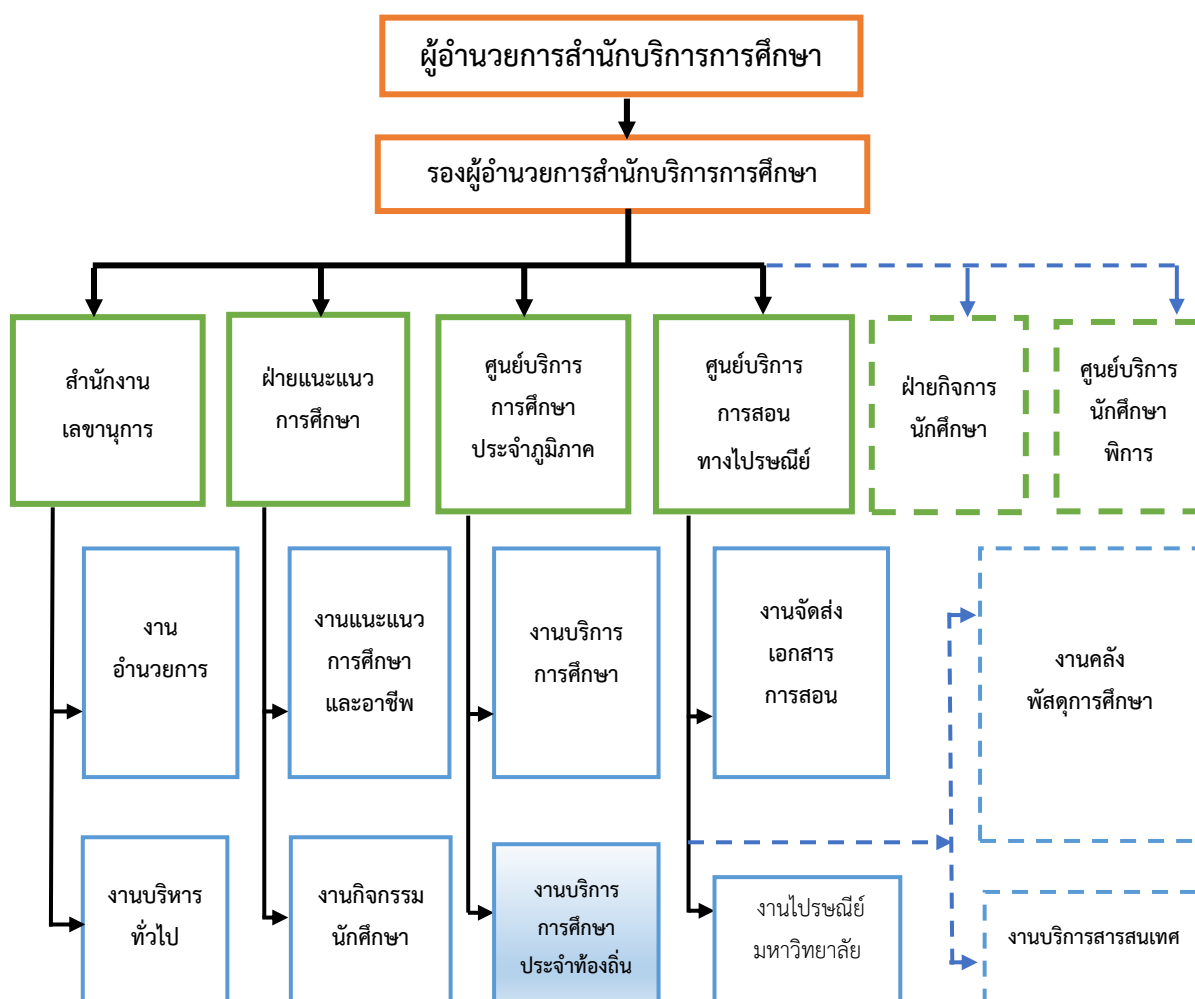 ผู้อำนวยการสำนักบริการการศึกษา
รองผู้อำนวยการสำนักบริการการศึกษา
สำนักงาน
เลขานุการ
ฝ่ายแนะแนว
การศึกษา
ศูนย์บริการ
การศึกษา
ประจำภูมิภาค
ศูนย์บริการ
การสอน
ทางไปรษณีย์
ฝ่ายกิจการ
นักศึกษา
ศูนย์บริการ
นักศึกษา
พิการ
งาน
อำนวยการ
งานแนะแนว
การศึกษา
และอาชีพ
งานบริการ
การศึกษา
งานจัดส่ง
เอกสาร
การสอน
งานคลัง
พัสดุการศึกษา
งานบริหาร
ทั่วไป
งานกิจกรรม
นักศึกษา
งานบริการ
การศึกษา
ประจำท้องถิ่น
งานไปรษณีย์
มหาวิทยาลัย
งานบริการสารสนเทศ